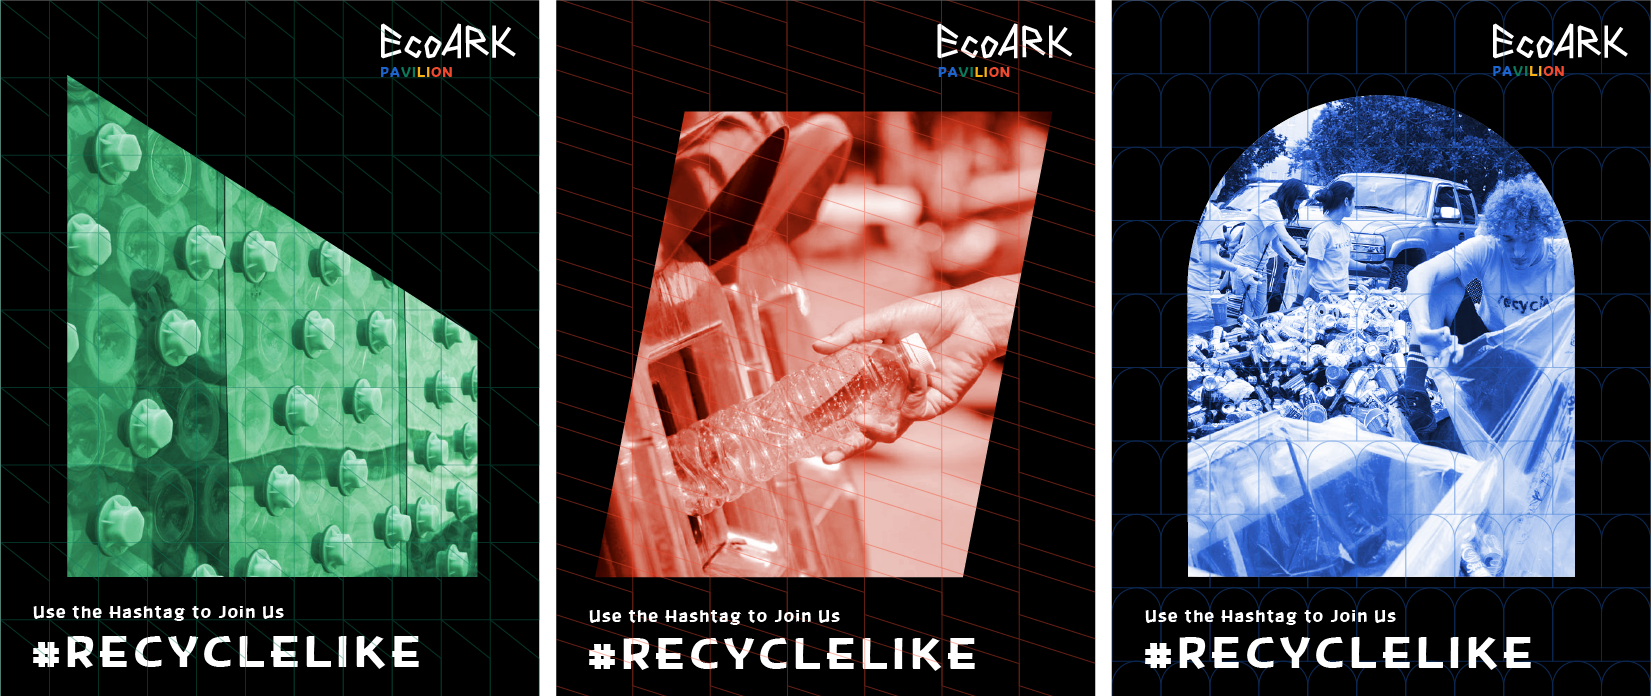 EcoARK
PAVILION
Use the Hashtag to Join Us
#RECYCLELIKE
EcoARK
PAVILION
Use the Hashtag to Join Us
#RECYCLELIKE
EcoARK
PAVILION
Use the Hashtag to Join Us
#RECYCLELIKE